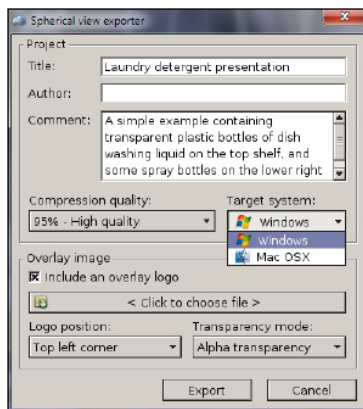 Spherical view exporter
Project
Title: Laundry detergent presentation
Author:
Comment: A simple example containing
transparent plastic bottles of dish
washing liquid on the top shelf, and
some spray bottles on the lower right
Compression quality: Target system:
95% - High quality Windows
Windows
Mac OSX
Overlay image
Include an overlay logo
< Click to choose file >
Logo position: Transparency mode:
Top left corner Alpha transparency
Export Cancel